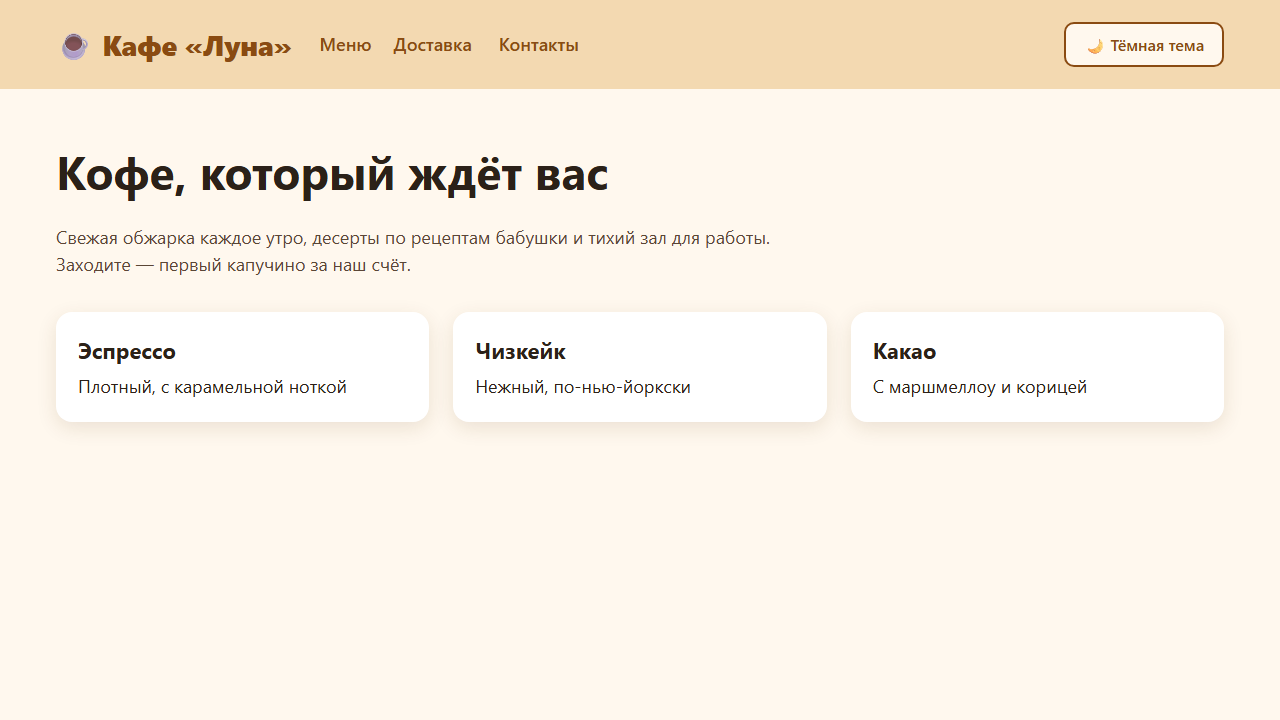 Кафе «Луна»
Меню
Доставка
Контакты
Тёмная тема
Кофе, который ждёт вас
Свежая обжарка каждое утро, десерты по рецептам бабушки и тихий зал для работы.
Заходите — первый капучино за наш счёт.
Эспрессо
Плотный, с карамельной ноткой
Чизкейк
Нежный, по-нью-йоркски
Какао
С маршмеллоу и корицей